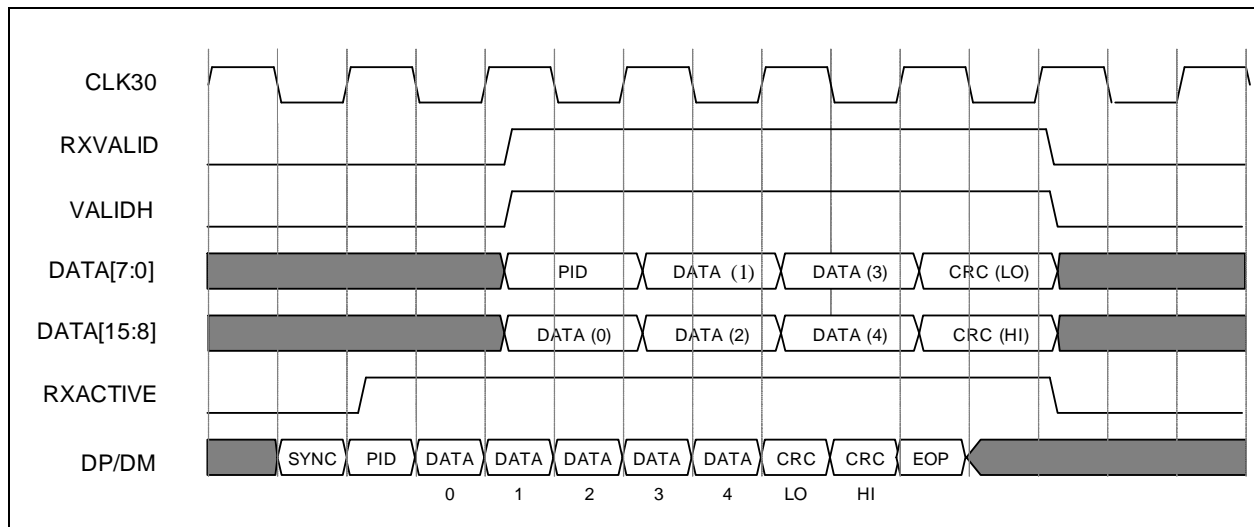 CLK30
RXVALID
VALIDH
DATA[7:0] PID DATA (1) DATA (3) CRC (LO)
DATA[15:8] DATA (0) DATA (2) DATA (4) CRC (HI)
RXACTIVE
DP/DM SYNC PID DATA DATA DATA DATA DATA CRC CRC EOP
0 1 2 3 4 LO HI